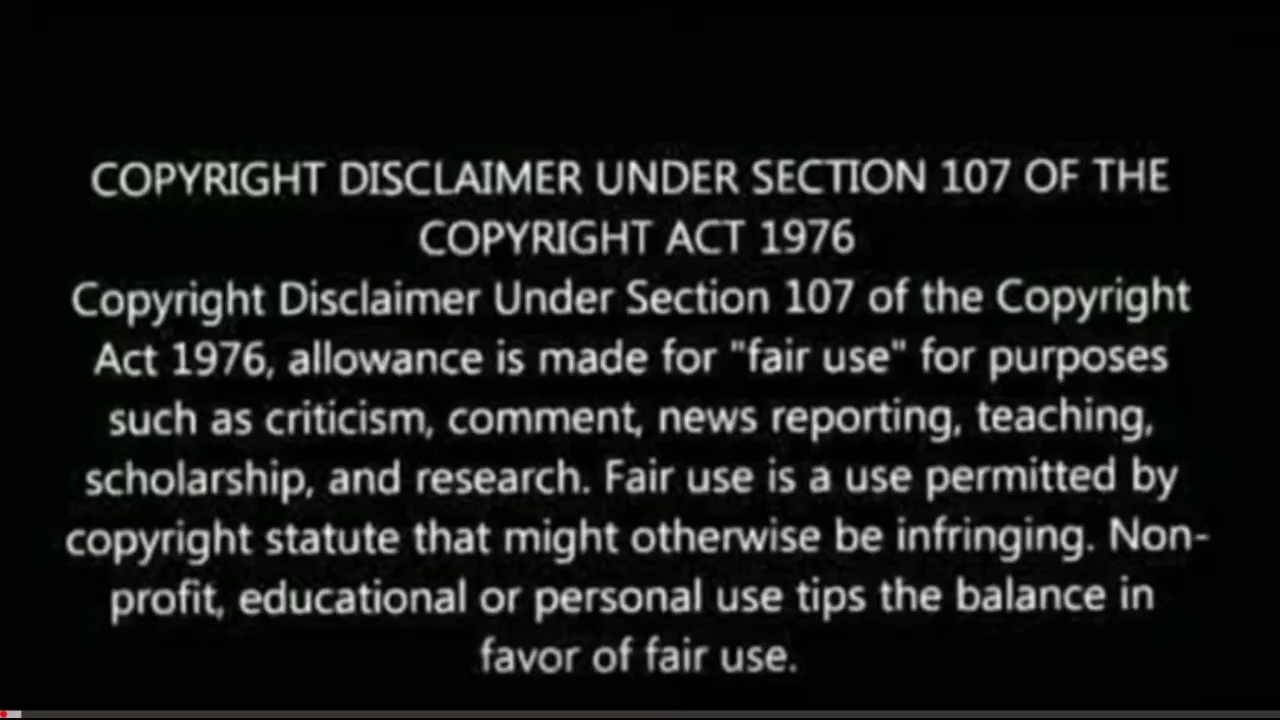 COPYRIGHT DISCLAIMER UNDER SECTION 107 OF THE
COPYRIGHT ACT 1976
Copyright Disclaimer Under Section 107 of the Copyright
Act 1976, allowance is made for "fair use" for purposes
such as criticism, comment, news reporting, teaching,
scholarship, and research. Fair use is a use permitted by
copyright statute that might otherwise be infringing. Non-
profit, educational or personal use tips the balance in
favor of fair use.